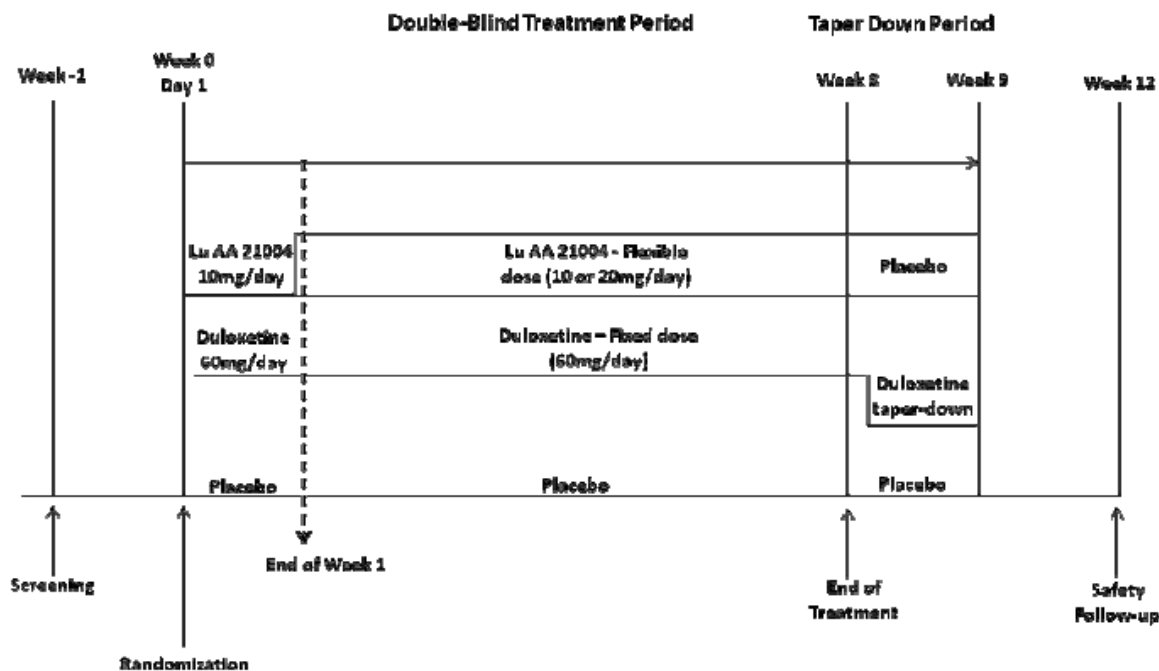 Double-Blind Treatment Period
Taper Down Period
Week -1
Week 0
Day 1
Week 8
Week 9
Week 12
Lu AA 21004
10mg/day
Lu AA 21004 - Flexible
dose (10 or 20mg/day)
Placebo
Duloxetine
60mg/day
Duloxetine – Fixed dose
(60mg/day)
Duloxetine
taper-down
Placebo
Placebo
Placebo
End of Week 1
Screening
End of
Treatment
Safety
Follow-up
Randomization